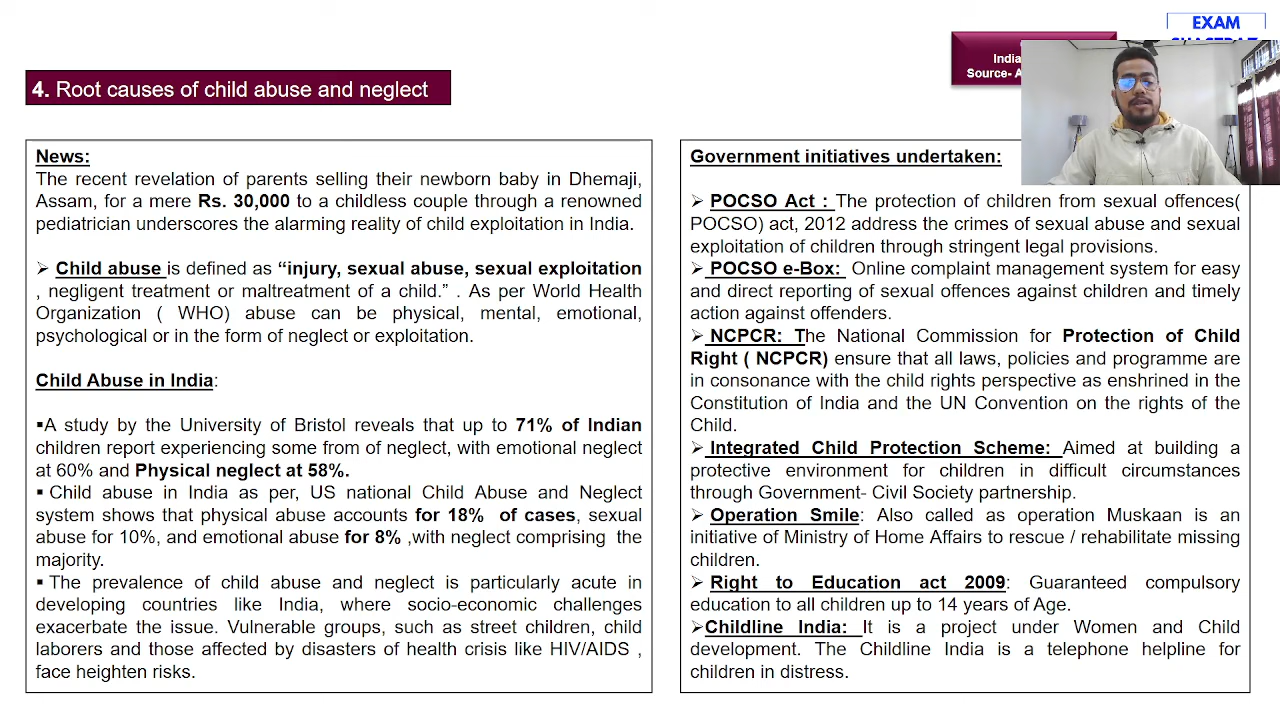 EXAM
India
Source- A
4. Root causes of child abuse and neglect
News:
The recent revelation of parents selling their newborn baby in Dhemaji,
Assam, for a mere Rs. 30,000 to a childless couple through a renowned
pediatrician underscores the alarming reality of child exploitation in India.
➢ Child abuse is defined as “injury, sexual abuse, sexual exploitation
, negligent treatment or maltreatment of a child.” . As per World Health
Organization ( WHO) abuse can be physical, mental, emotional,
psychological or in the form of neglect or exploitation.
Child Abuse in India:
▪A study by the University of Bristol reveals that up to 71% of Indian
children report experiencing some from of neglect, with emotional neglect
at 60% and Physical neglect at 58%.
▪ Child abuse in India as per, US national Child Abuse and Neglect
system shows that physical abuse accounts for 18% of cases, sexual
abuse for 10%, and emotional abuse for 8% ,with neglect comprising the
majority.
▪ The prevalence of child abuse and neglect is particularly acute in
developing countries like India, where socio-economic challenges
exacerbate the issue. Vulnerable groups, such as street children, child
laborers and those affected by disasters of health crisis like HIV/AIDS ,
face heighten risks.
Government initiatives undertaken:
➢ POCSO Act : The protection of children from sexual offences(
POCSO) act, 2012 address the crimes of sexual abuse and sexual
exploitation of children through stringent legal provisions.
➢ POCSO e-Box: Online complaint management system for easy
and direct reporting of sexual offences against children and timely
action against offenders.
➢ NCPCR: The National Commission for Protection of Child
Right ( NCPCR) ensure that all laws, policies and programme are
in consonance with the child rights perspective as enshrined in the
Constitution of India and the UN Convention on the rights of the
Child.
➢ Integrated Child Protection Scheme: Aimed at building a
protective environment for children in difficult circumstances
through Government- Civil Society partnership.
➢ Operation Smile: Also called as operation Muskaan is an
initiative of Ministry of Home Affairs to rescue / rehabilitate missing
children.
➢ Right to Education act 2009: Guaranteed compulsory
education to all children up to 14 years of Age.
➢Childline India: It is a project under Women and Child
development. The Childline India is a telephone helpline for
children in distress.